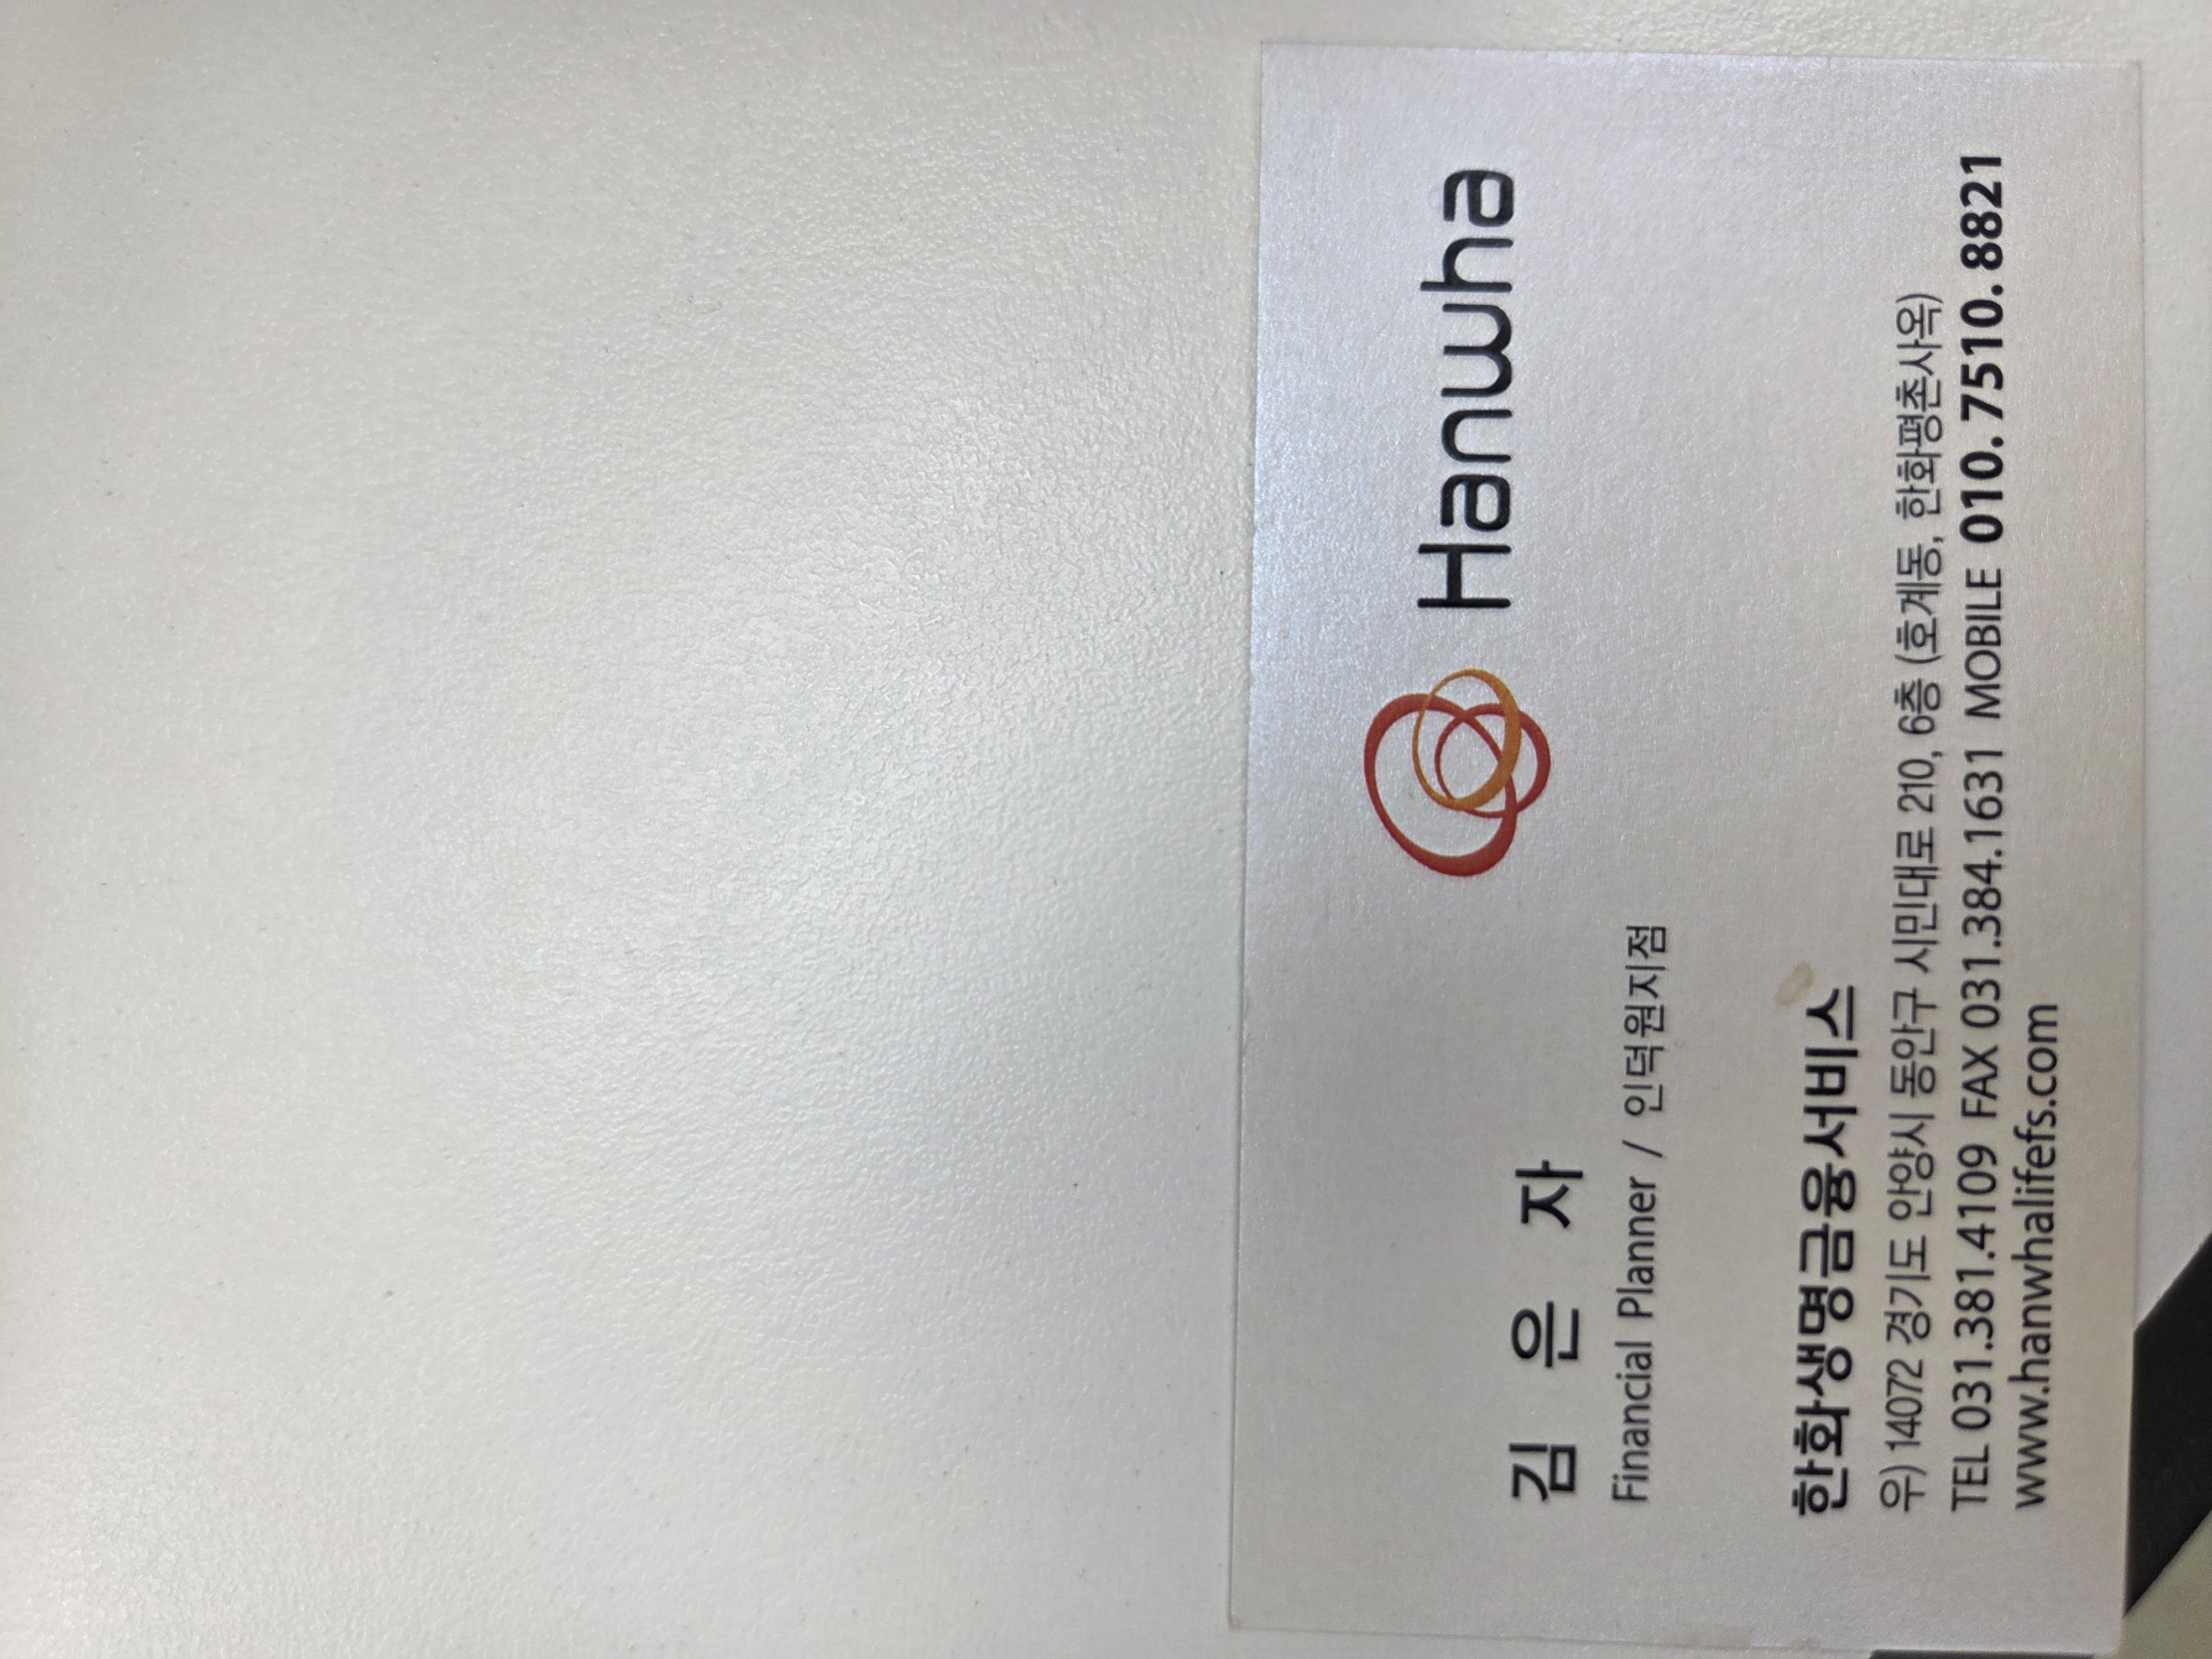 Hanwha
김 은 자
Financial Planner / 인덕원지점
한화생명금융서비스
우) 14072 경기도 안양시 동안구 시민대로 210, 6층 (호계동, 한화평촌사옥)
TEL 031.381.4109 FAX 031.384.1631 MOBILE 010.7510.8821
www.hanwhalifefs.com